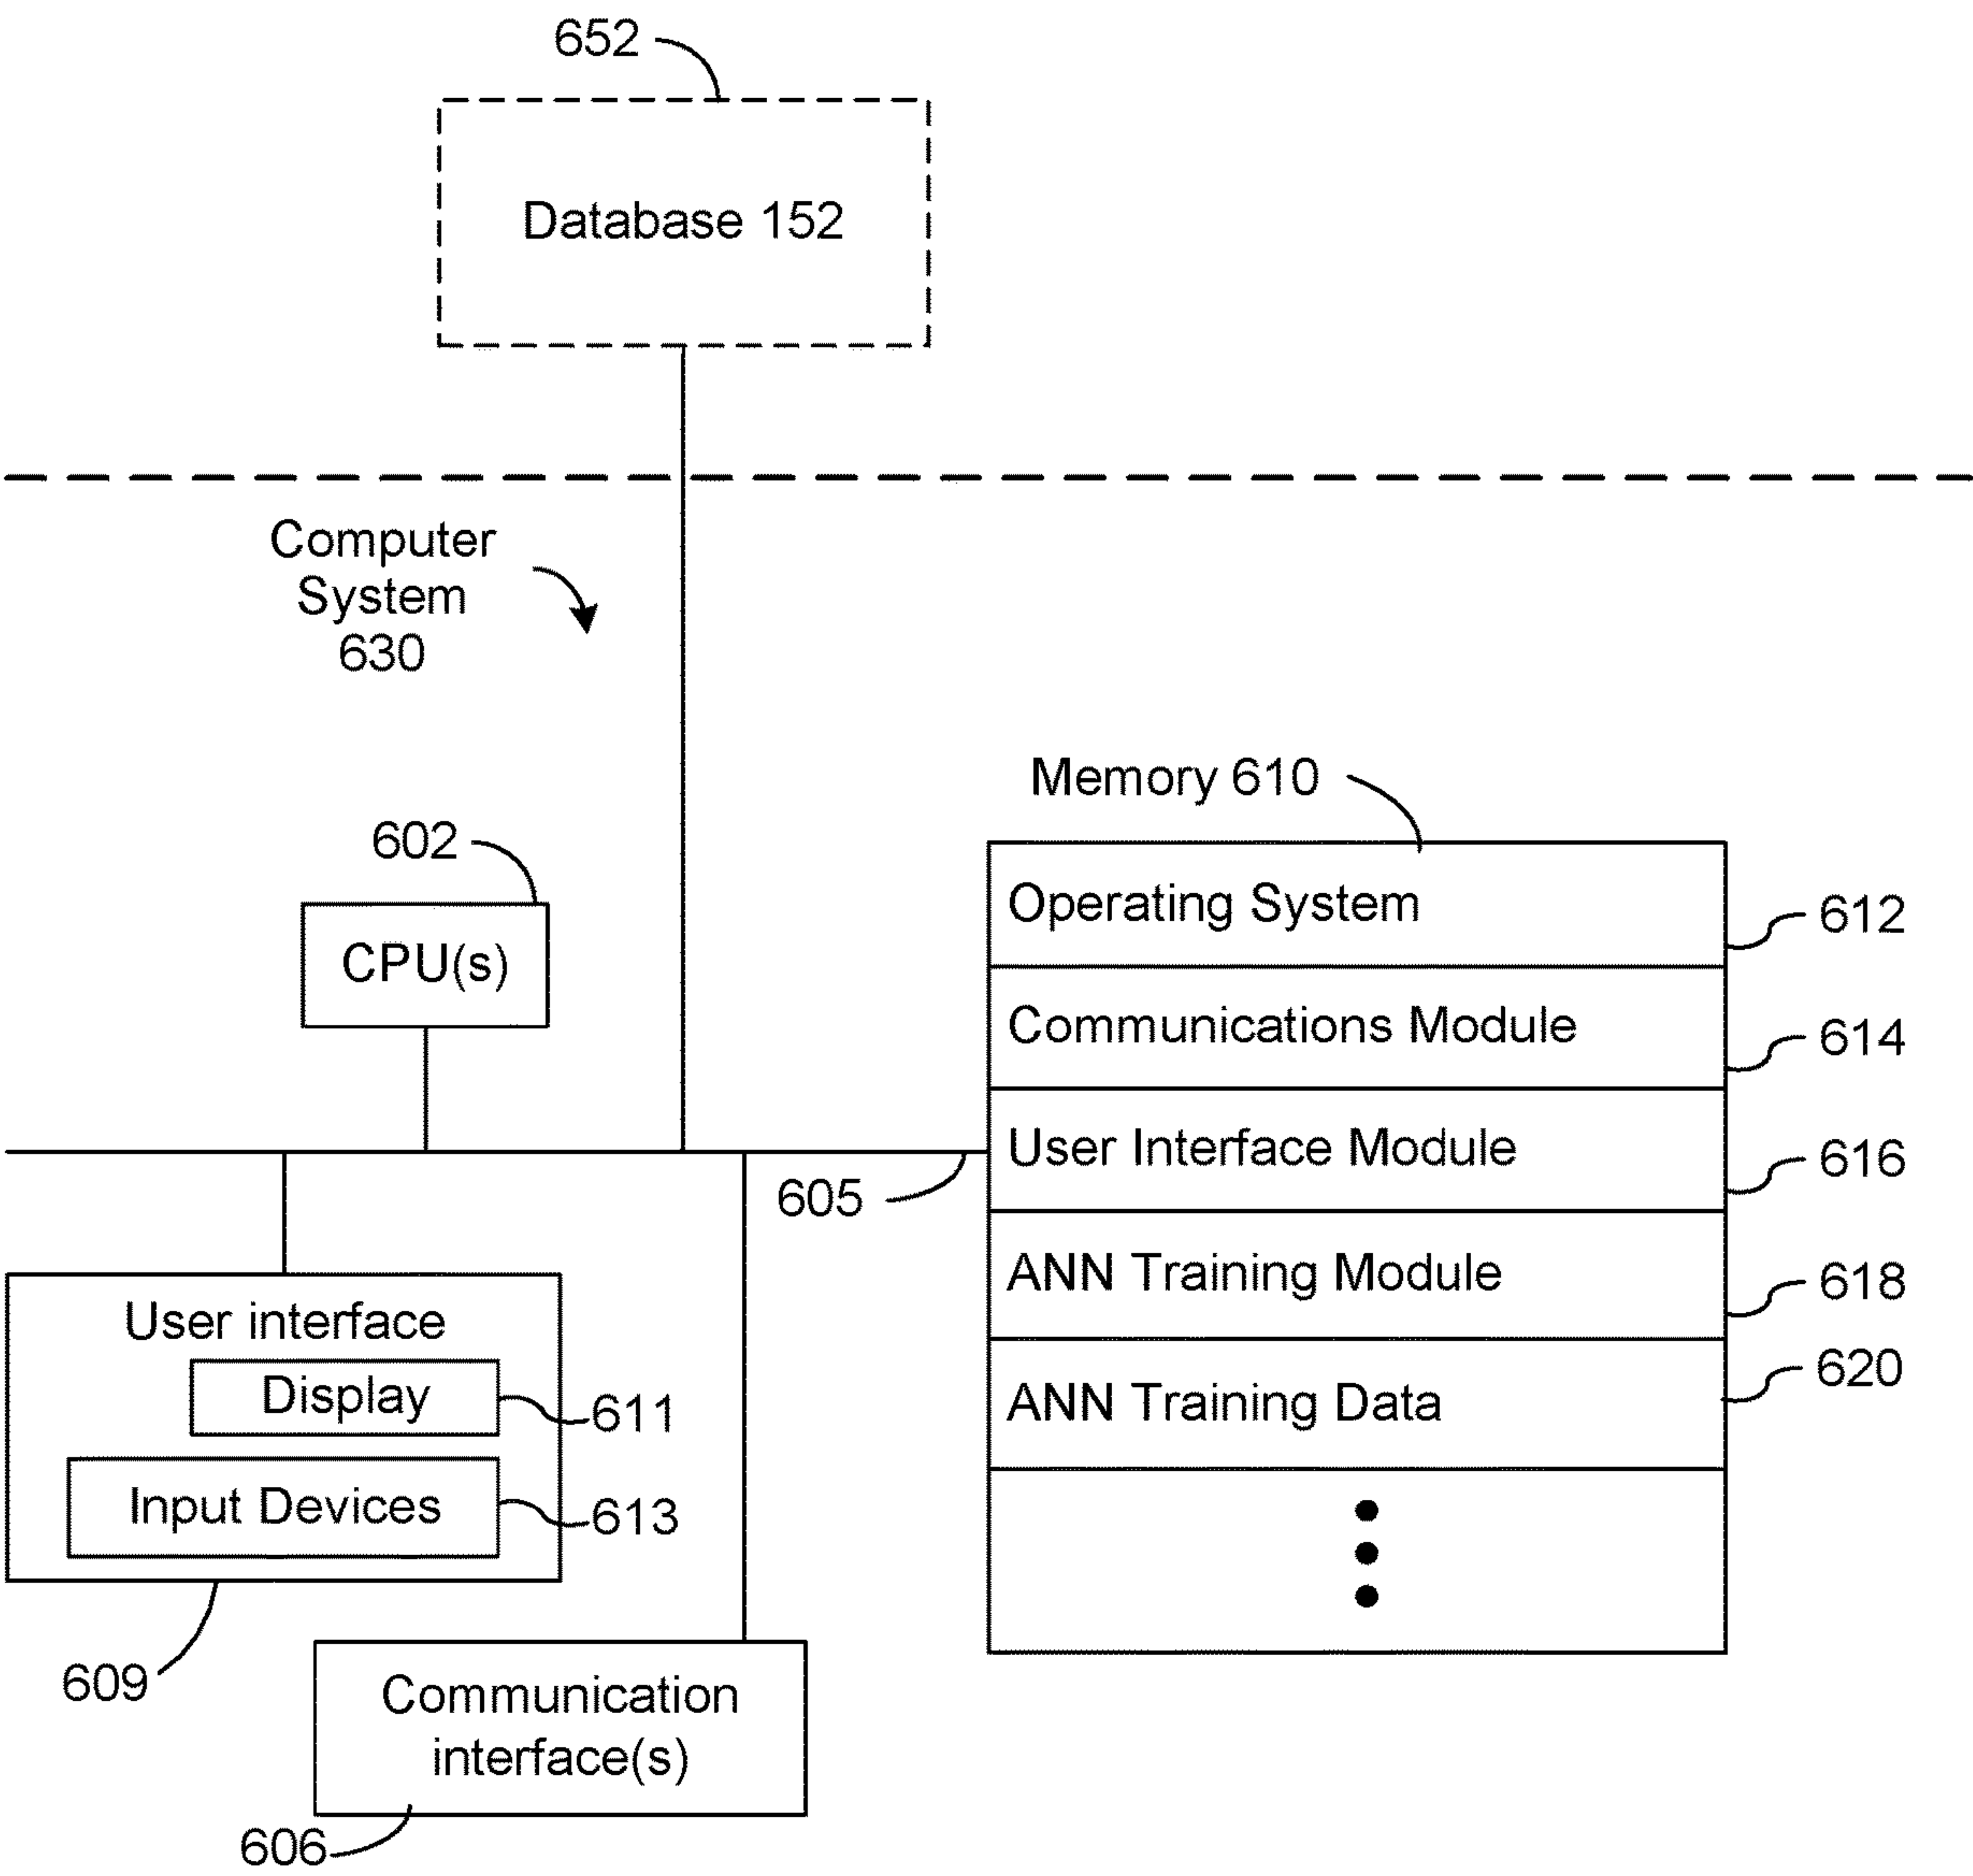 652
Database 152
Computer
System
630
Memory 610
602
CPU(s)
Operating System
612
Communications Module
614
User Interface Module
616
605
ANN Training Module
618
ANN Training Data
620
User interface
Display
611
Input Devices
613
609
Communication
interface(s)
606